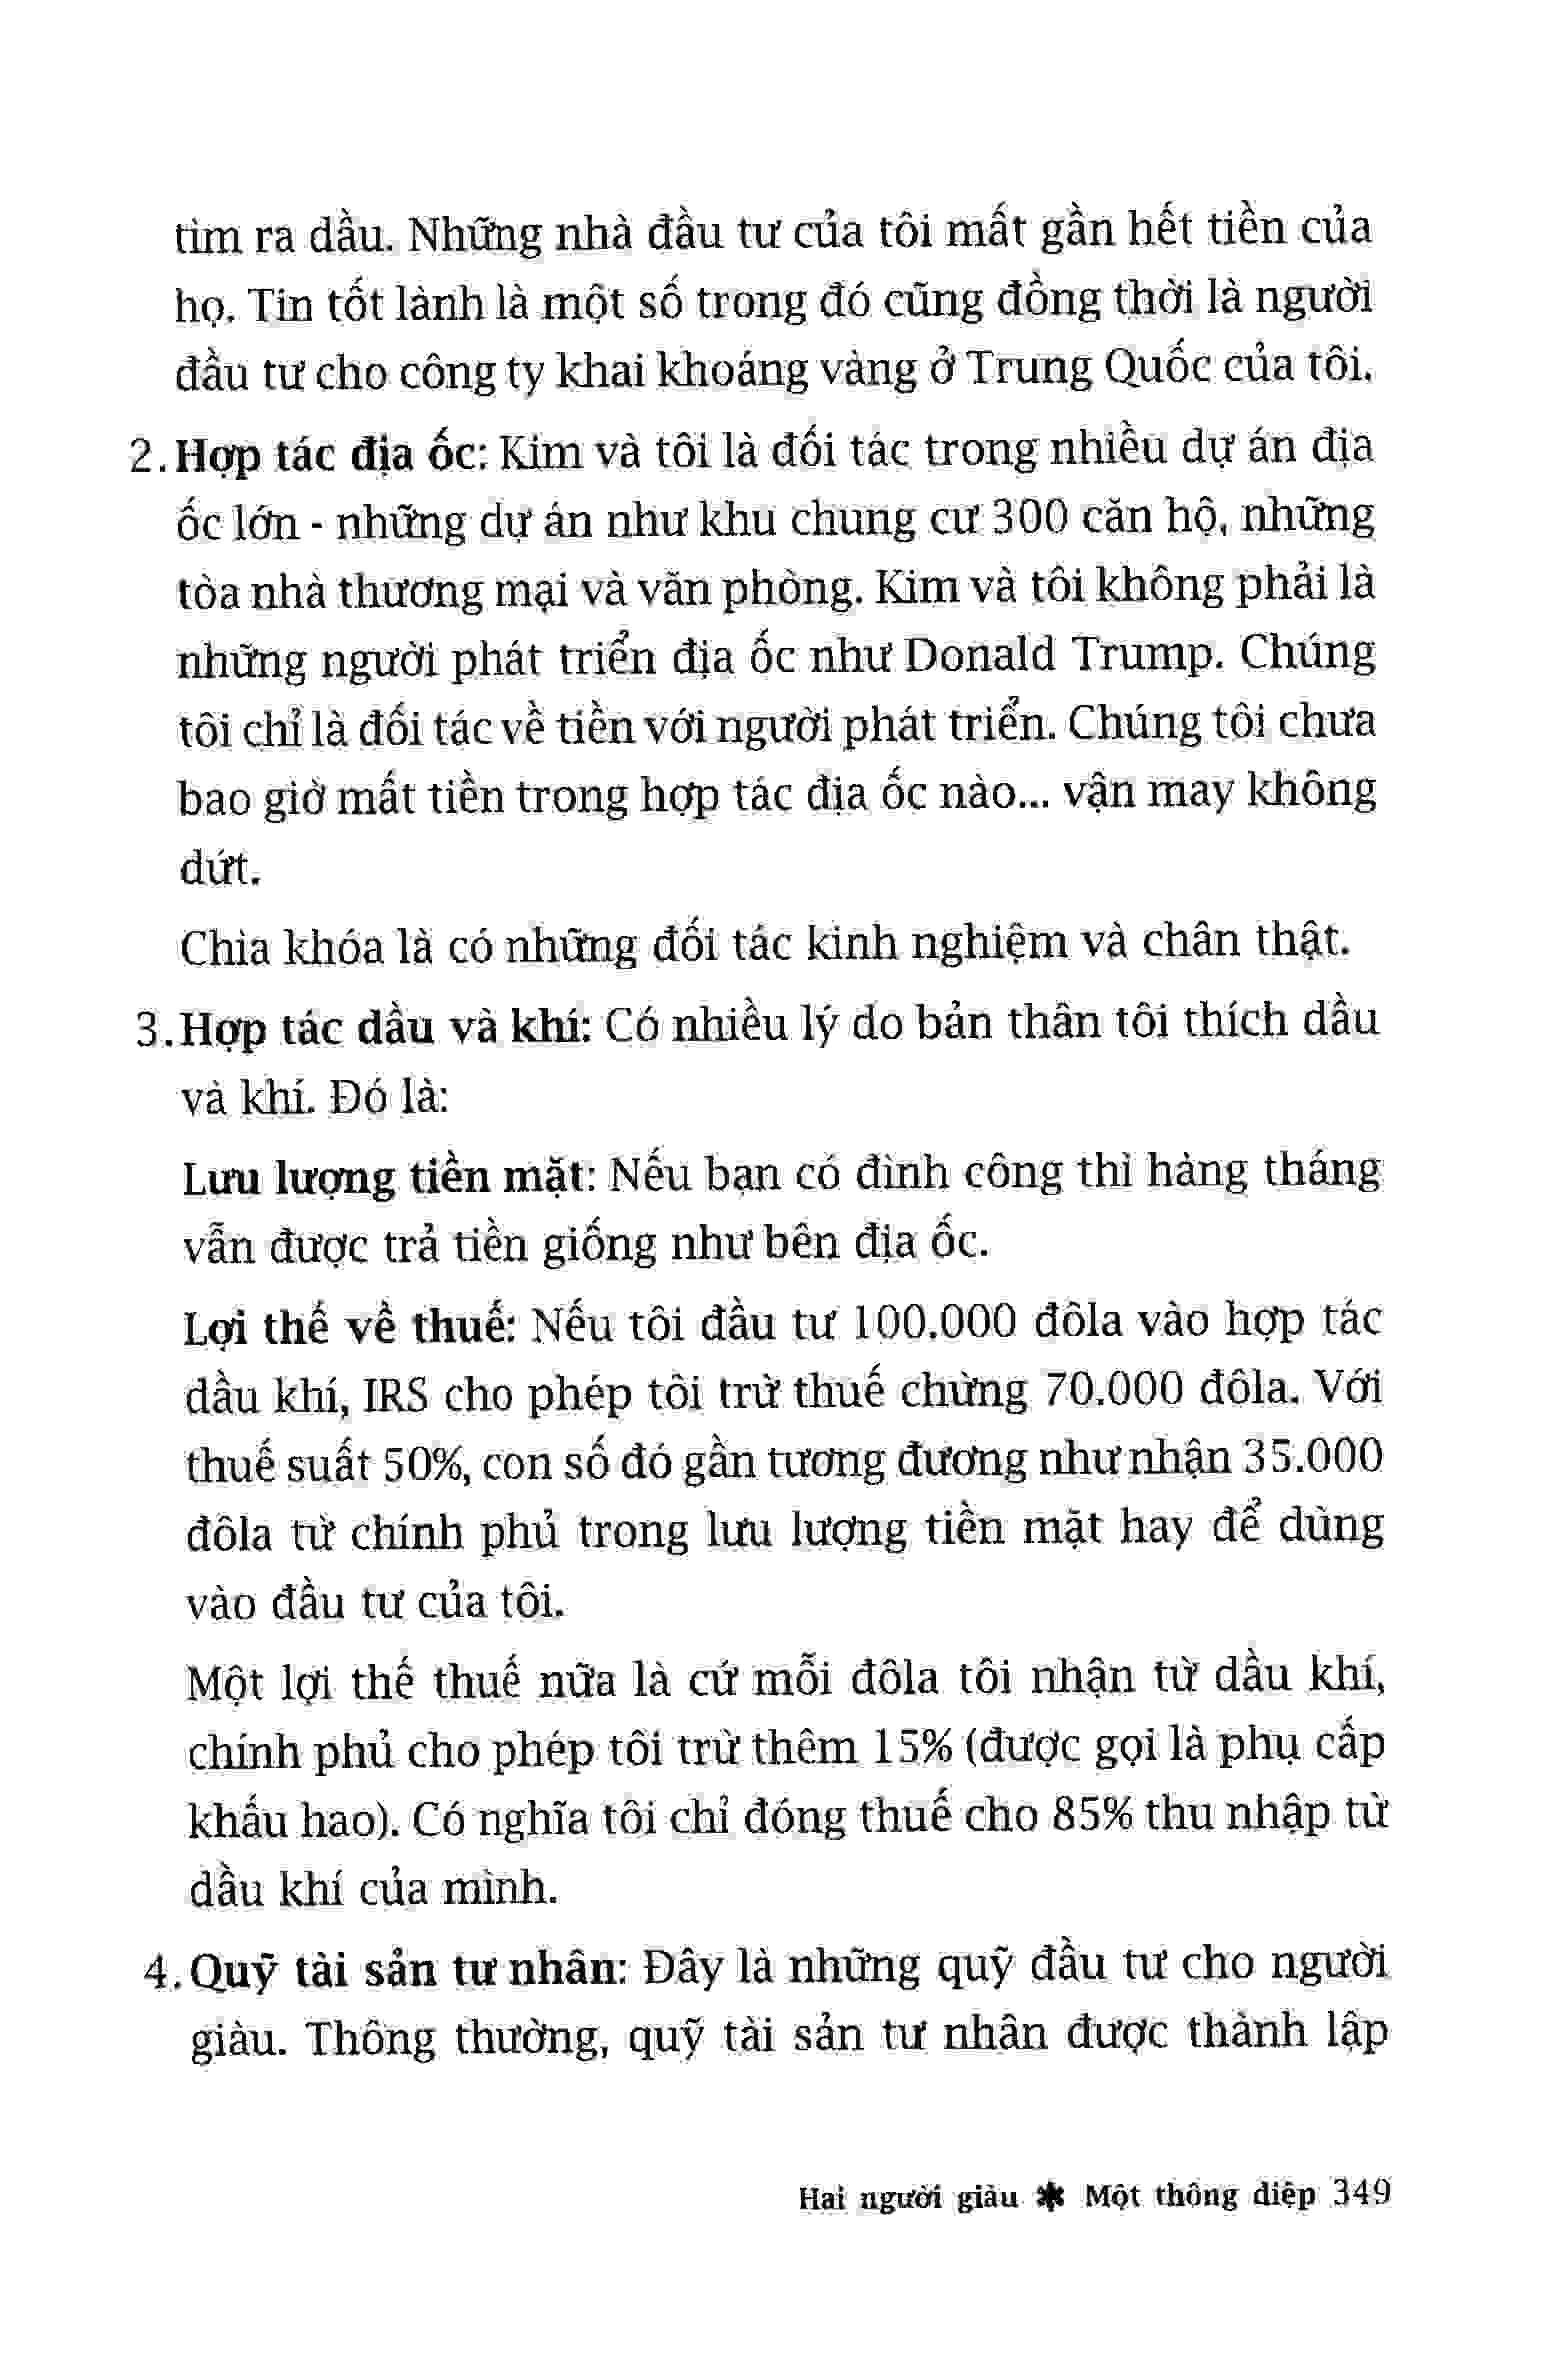 tìm ra dầu. Những nhà đầu tư của tôi mất gần hết tiền của
họ. Tin tốt lành là một số trong đó cũng đồng thời là người
đầu tư cho công ty khai khoáng vàng ở Trung Quốc của tôi.
2. Hợp tác địa ốc: Kim và tôi là đối tác trong nhiều dự án địa
ốc lớn - những dự án như khu chung cư 300 căn hộ, những
tòa nhà thương mại và văn phòng. Kim và tôi không phải là
những người phát triển địa ốc như Donald Trump. Chúng
tôi chỉ là đối tác về tiền với người phát triển. Chúng tôi chưa
bao giờ mất tiền trong hợp tác địa ốc nào... vận may không
dứt.
Chìa khóa là có những đối tác kinh nghiệm và chân thật.
3. Hợp tác dầu và khí: Có nhiều lý do bản thân tôi thích dầu
và khí. Đó là:
Lưu lượng tiền mặt: Nếu bạn có đình công thì hàng tháng
vẫn được trả tiền giống như bên địa ốc.
Lợi thế về thuế: Nếu tôi đầu tư 100.000 đôla vào hợp tác
dầu khí, IRS cho phép tôi trừ thuế chừng 70.000 đôla. Với
thuế suất 50%, con số đó gần tương đương như nhận 35.000
đôla từ chính phủ trong lưu lượng tiền mặt hay để dùng
vào đầu tư của tôi.
Một lợi thế thuế nữa là cứ mỗi đôla tôi nhận từ dầu khí,
chính phủ cho phép tôi trừ thêm 15% (được gọi là phụ cấp
khấu hao). Có nghĩa tôi chỉ đóng thuế cho 85% thu nhập từ
dầu khí của mình.
4. Quỹ tài sản tư nhân: Đây là những quỹ đầu tư cho người
giàu. Thông thường, quỹ tài sản tư nhân được thành lập
Hai người giàu ✱ Một thông điệp 349